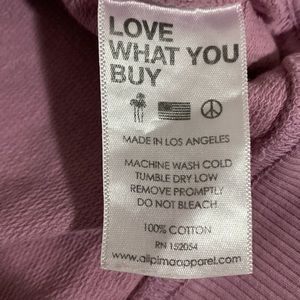 LOVE
WHAT YOU
BUY
MADE IN LOS ANGELES
MACHINE WASH COLD
TUMBLE DRY LOW
REMOVE PROMPTLY
DO NOT BLEACH
100% COTTON
RN 152054
www.allpimaapparel.com